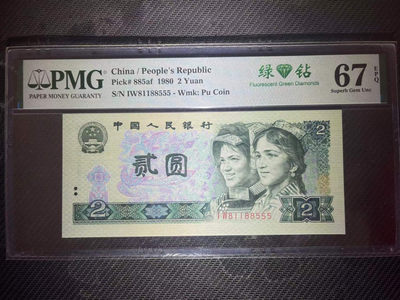 PMG
PAPER MONEY GUARANTY
China / People's Republic
Pick# 885af 1980 2 Yuan
S/N IW81188555 - Wmk: Pu Coin
绿 钻
Fluorescent Green Diamonds
67 EPQ
Superb Gem Unc
中国人民银行
贰圆
2
2
IW81188555
2